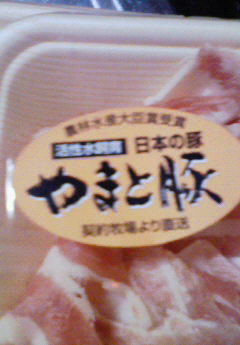 農林水産大臣賞受賞
活性水飼育 日本の豚
やまと豚
契約牧場より直送